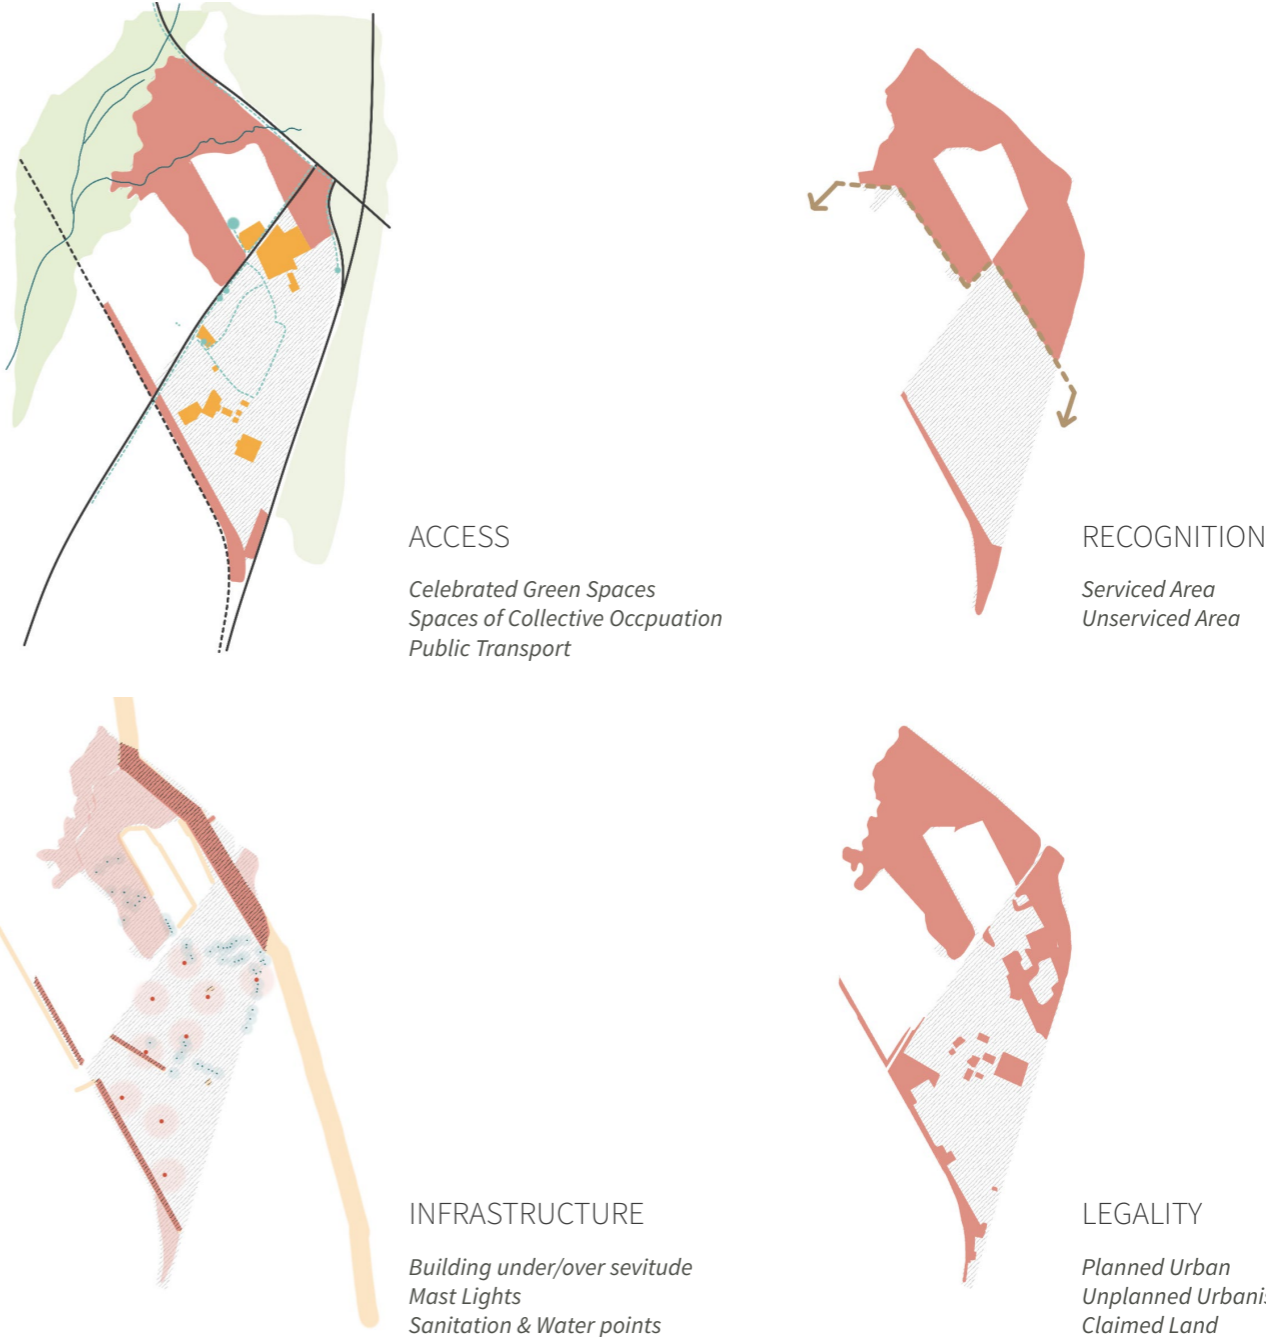 ACCESS
Celebrated Green Spaces
Spaces of Collective Occpuation
Public Transport
RECOGNITION
Serviced Area
Unserviced Area
INFRASTRUCTURE
Building under/over sevitude
Mast Lights
Sanitation & Water points
LEGALITY
Planned Urban
Unplanned
Claimed Land